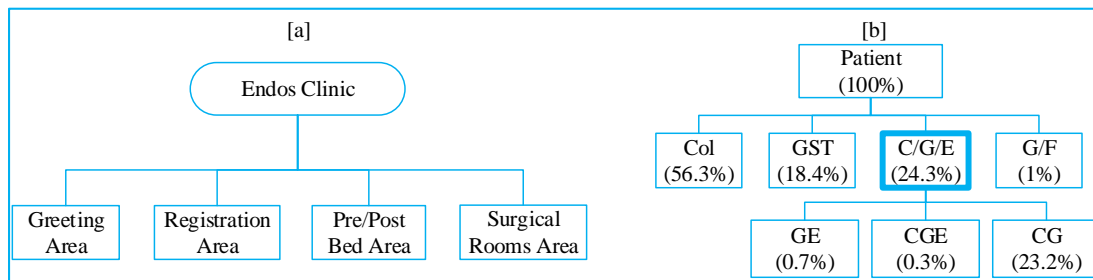 [a]
Endos Clinic
Greeting
Area
Registration
Area
Pre/Post
Bed Area
Surgical
Rooms Area
[b]
Patient
(100%)
Col
(56.3%)
GST
(18.4%)
C/G/E
(24.3%)
G/F
(1%)
GE
(0.7%)
CGE
(0.3%)
CG
(23.2%)